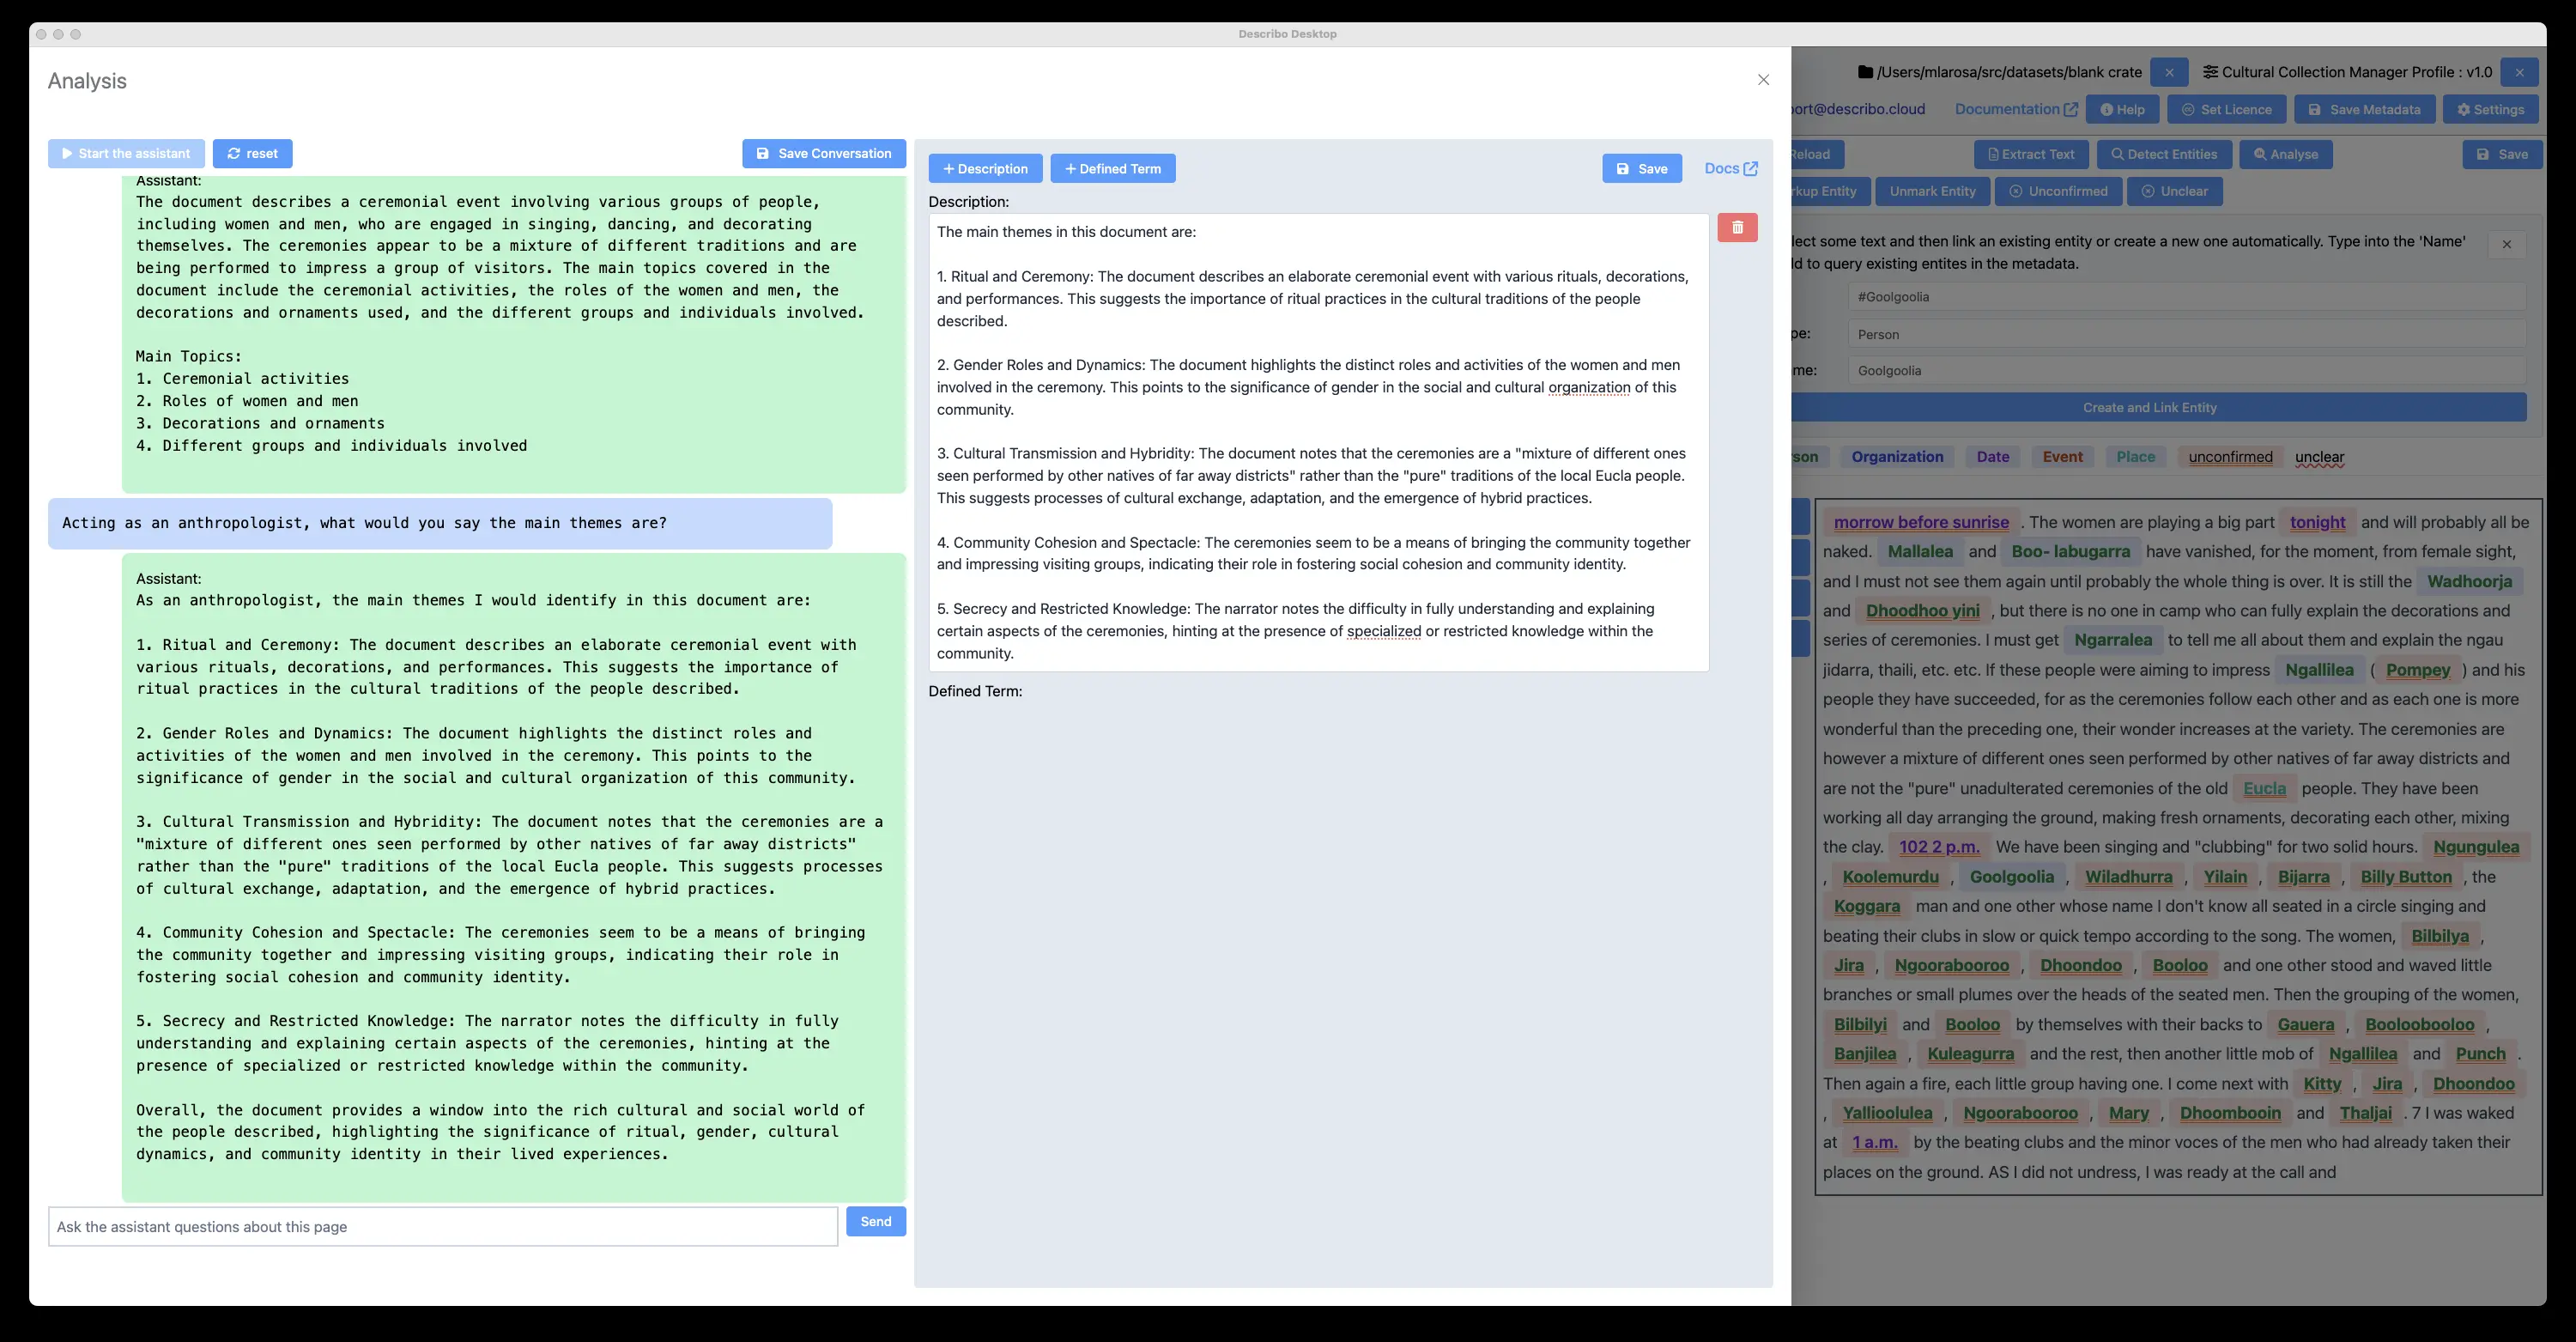 Describo Desktop
Analysis
Start the assistant
reset
Save Conversation
Assistant:
The document describes a ceremonial event involving various groups of people,
including women and men, who are engaged in singing, dancing, and decorating
themselves. The ceremonies appear to be a mixture of different traditions and are
being performed to impress a group of visitors. The main topics covered in the
document include the ceremonial activities, the roles of the women and men, the
decorations and ornaments used, and the different groups and individuals involved.
Main Topics:
1. Ceremonial activities
2. Roles of women and men
3. Decorations and ornaments
4. Different groups and individuals involved
Acting as an anthropologist, what would you say the main themes are?
Assistant:
As an anthropologist, the main themes I would identify in this document are:
1. Ritual and Ceremony: The document describes an elaborate ceremonial event with
various rituals, decorations, and performances. This suggests the importance of
ritual practices in the cultural traditions of the people described.
2. Gender Roles and Dynamics: The document highlights the distinct roles and
activities of the women and men involved in the ceremony. This points to the
significance of gender in the social and cultural organization of this community.
3. Cultural Transmission and Hybridity: The document notes that the ceremonies are a
"mixture of different ones seen performed by other natives of far away districts"
rather than the "pure" traditions of the local Eucla people. This suggests processes
of cultural exchange, adaptation, and the emergence of hybrid practices.
4. Community Cohesion and Spectacle: The ceremonies seem to be a means of bringing
the community together and impressing visiting groups, indicating their role in
fostering social cohesion and community identity.
5. Secrecy and Restricted Knowledge: The narrator notes the difficulty in fully
understanding and explaining certain aspects of the ceremonies, hinting at the
presence of specialized or restricted knowledge within the community.
Overall, the document provides a window into the rich cultural and social world of
the people described, highlighting the significance of ritual, gender, cultural
dynamics, and community identity in their lived experiences.
Ask the assistant questions about this page
Send
+ Description
+ Defined Term
Save
Docs
Description:
The main themes in this document are:
1. Ritual and Ceremony: The document describes an elaborate ceremonial event with various rituals, decorations,
and performances. This suggests the importance of ritual practices in the cultural traditions of the people
described.
2. Gender Roles and Dynamics: The document highlights the distinct roles and activities of the women and men
involved in the ceremony. This points to the significance of gender in the social and cultural organization of this
community.
3. Cultural Transmission and Hybridity: The document notes that the ceremonies are a "mixture of different ones
seen performed by other natives of far away districts" rather than the "pure" traditions of the local Eucla people.
This suggests processes of cultural exchange, adaptation, and the emergence of hybrid practices.
4. Community Cohesion and Spectacle: The ceremonies seem to be a means of bringing the community together
and impressing visiting groups, indicating their role in fostering social cohesion and community identity.
5. Secrecy and Restricted Knowledge: The narrator notes the difficulty in fully understanding and explaining
certain aspects of the ceremonies, hinting at the presence of specialized or restricted knowledge within the
community.
Defined Term:
/Users/mlarosa/src/datasets/blank crate
Cultural Collection Manager Profile : v1.0
port@describo.cloud
Documentation
Help
Set Licence
Save Metadata
Settings
Reload
Extract Text
Detect Entities
Analyse
Save
rkup Entity
Unmark Entity
Unconfirmed
Unclear
lect some text and then link an existing entity or create a new one automatically. Type into the 'Name'
ld to query existing entites in the metadata.
#Goolgoolia
pe:
Person
me:
Goolgoolia
Create and Link Entity
son
Organization
Date
Event
Place
unconfirmed
unclear
morrow before sunrise . The women are playing a big part tonight and will probably all be
naked. Mallalea and Boo- labugarra have vanished, for the moment, from female sight,
and I must not see them again until probably the whole thing is over. It is still the Wadhoorja
and Dhoodhoo yini , but there is no one in camp who can fully explain the decorations and
series of ceremonies. I must get Ngarralea to tell me all about them and explain the ngau
jidarra, thaili, etc. etc. If these people were aiming to impress Ngallilea ( Pompey ) and his
people they have succeeded, for as the ceremonies follow each other and as each one is more
wonderful than the preceding one, their wonder increases at the variety. The ceremonies are
however a mixture of different ones seen performed by other natives of far away districts and
are not the "pure" unadulterated ceremonies of the old Eucla people. They have been
working all day arranging the ground, making fresh ornaments, decorating each other, mixing
the clay. 102 2 p.m. We have been singing and "clubbing" for two solid hours. Ngungulea
, Koolemurdu , Goolgoolia , Wiladhurra , Yilain , Bijarra , Billy Button , the
Koggara man and one other whose name I don't know all seated in a circle singing and
beating their clubs in slow or quick tempo according to the song. The women, Bilbilya ,
Jira , Ngoorabooroo , Dhoondoo , Booloo and one other stood and waved little
branches or small plumes over the heads of the seated men. Then the grouping of the women,
Bilbilyi and Booloo by themselves with their backs to Gauera , Booloobooloo ,
Banjilea , Kuleagurra and the rest, then another little mob of Ngallilea and Punch .
Then again a fire, each little group having one. I come next with Kitty , Jira , Dhoondoo
, Yallioolulea , Ngoorabooroo , Mary , Dhoombooin and Thaljai . 7 I was waked
at 1 a.m. by the beating clubs and the minor voces of the men who had already taken their
places on the ground. AS I did not undress, I was ready at the call and